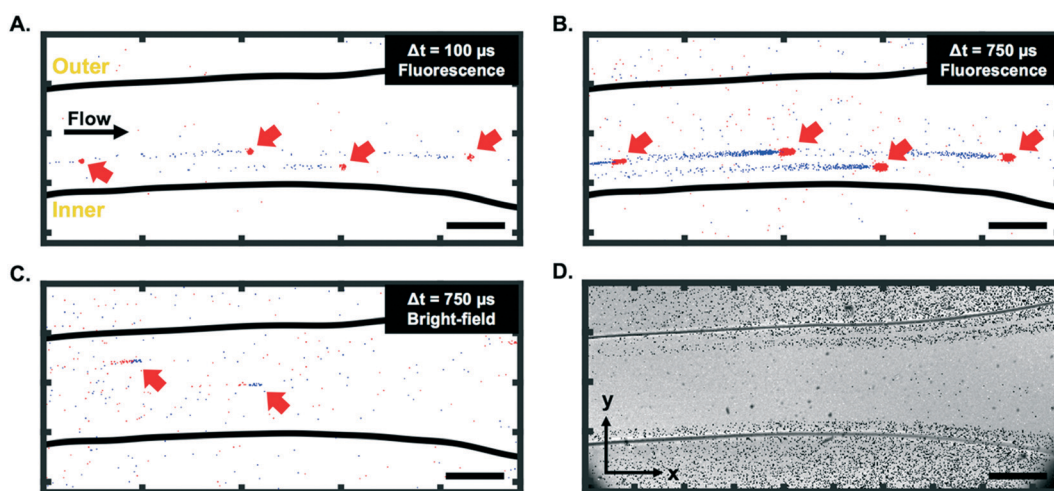 A.
Outer
Δt = 100 μs
Fluorescence
Flow
Inner
B.
Δt = 750 μs
Fluorescence
C.
Δt = 750 μs
Bright-field
D.
y
x